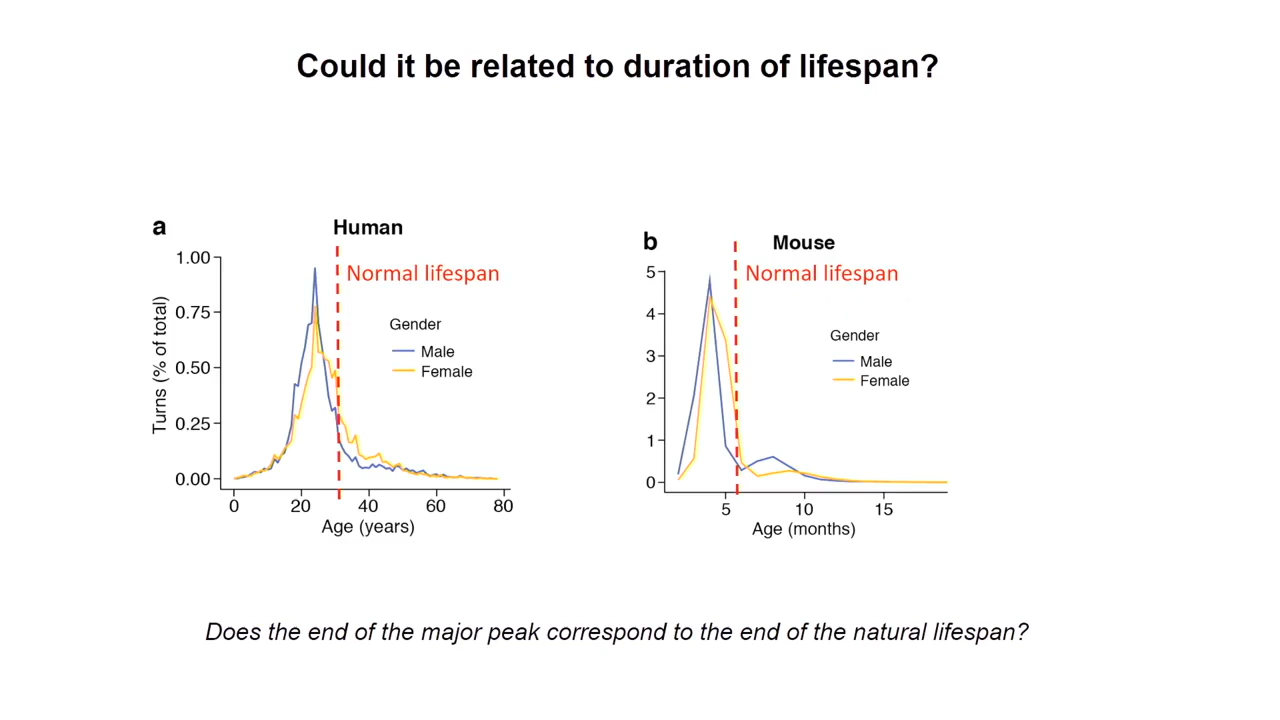 Could it be related to duration of lifespan?
a
Human
1.00
0.75
0.50
0.25
0.00
Turns (% of total)
Normal lifespan
Gender
Male
Female
0 20 40 60 80
Age (years)
b
Mouse
5
4
3
2
1
0
Normal lifespan
Gender
Male
Female
5 10 15
Age (months)
Does the end of the major peak correspond to the end of the natural lifespan?